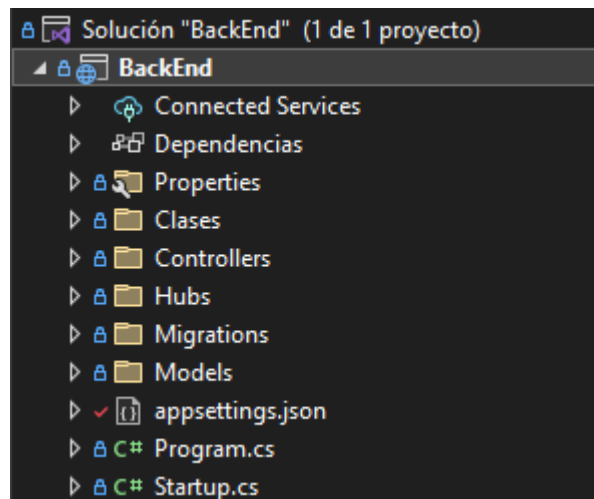 Solución "BackEnd" (1 de 1 proyecto)
BackEnd
Connected Services
Dependencias
Properties
Clases
Controllers
Hubs
Migrations
Models
appsettings.json
C# Program.cs
C# Startup.cs